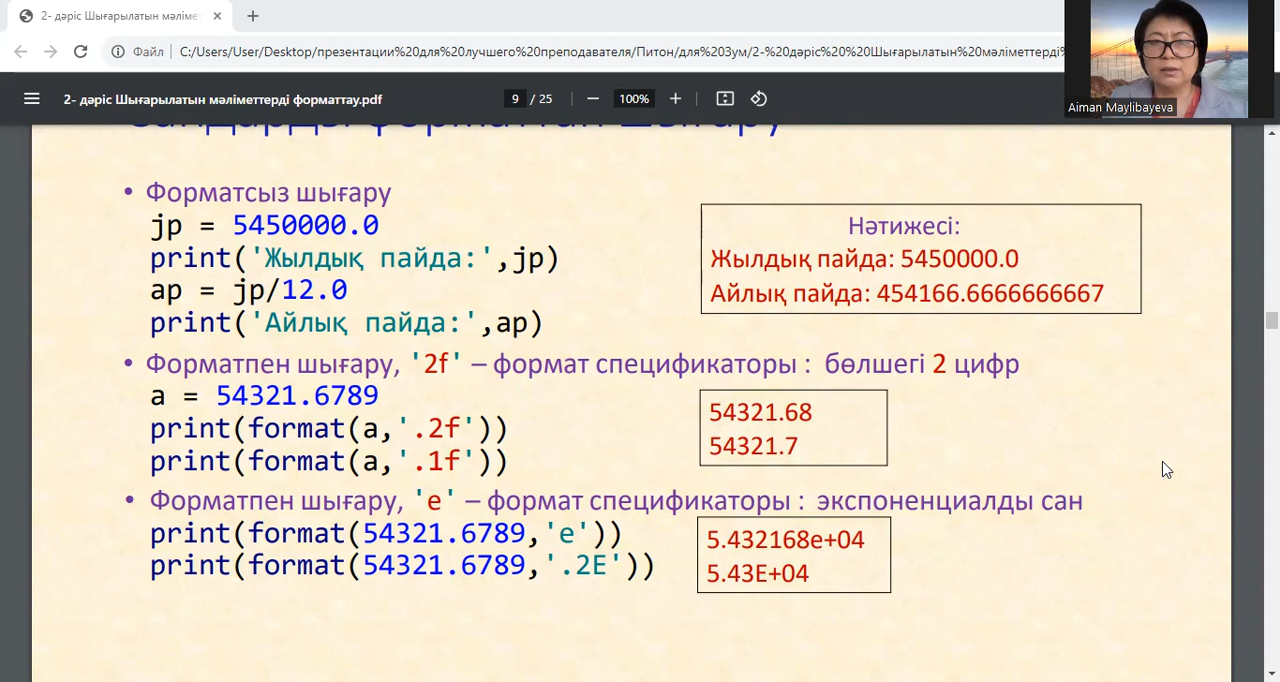 2- дәріс Шығарылатын мәліме
Файл
C:/Users/User/Desktop/презентации%20для%20лучшего%20преподавателя/Питон/для%20Зум/2-%20дәріс%20%20Шығарылатын%20мәліметтерді%
2- дәріс Шығарылатын мәліметтерді форматтау.pdf
9 / 25
100%
Aiman Maylibayeva
Сандарды форматтап шығару
• Форматсыз шығару
jp = 5450000.0
print('Жылдық пайда:',jp)
ap = jp/12.0
print('Айлық пайда:',ap)
Нәтижесі:
Жылдық пайда: 5450000.0
Айлық пайда: 454166.6666666667
• Форматпен шығару, '2f' – формат спецификаторы : бөлшегі 2 цифр
a = 54321.6789
print(format(a,'.2f'))
print(format(a,'.1f'))
54321.68
54321.7
• Форматпен шығару, 'e' – формат спецификаторы : экспоненциалды сан
print(format(54321.6789,'e'))
print(format(54321.6789,'.2E'))
5.432168e+04
5.43E+04